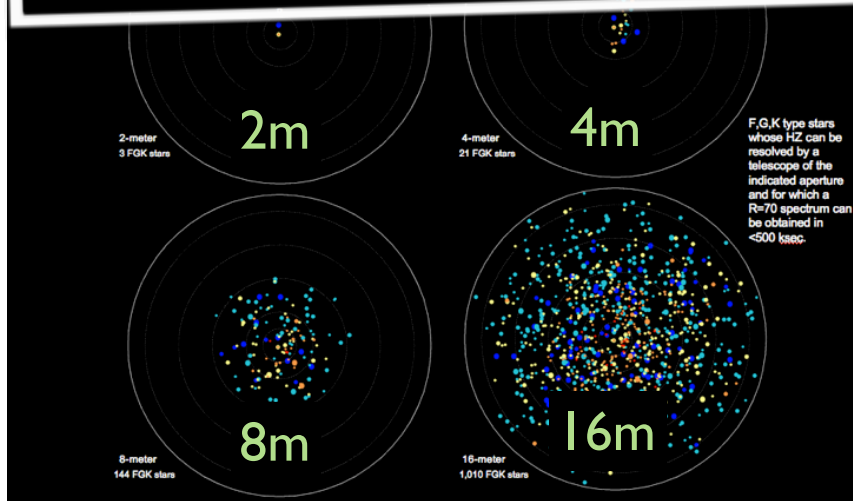 2m
2-meter
3 FGK stars
4m
4-meter
21 FGK stars
F,G,K type stars
whose HZ can be
resolved by a
telescope of the
indicated aperture
and for which a
R=70 spectrum can
be obtained in
<500 ksec.
8m
8-meter
144 FGK stars
16m
16-meter
1,010 FGK stars